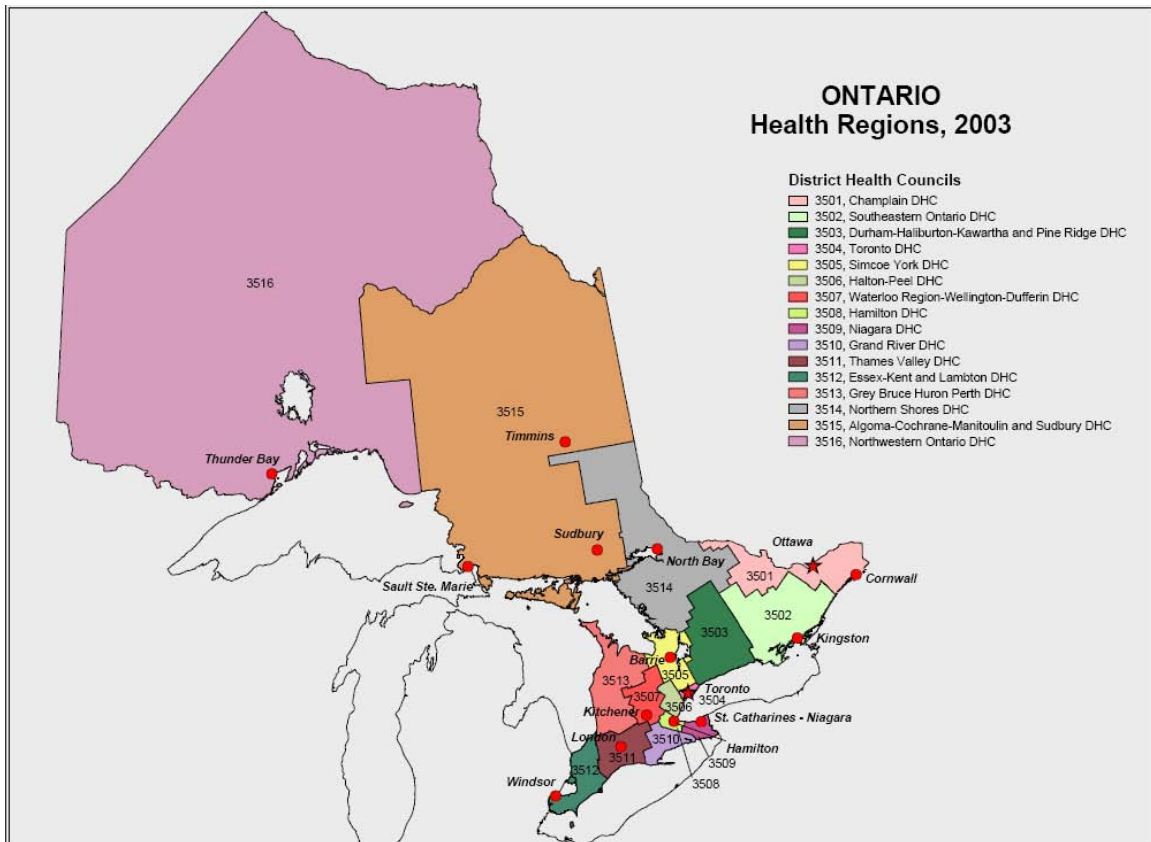 ONTARIO
Health Regions, 2003
District Health Councils
3501, Champlain DHC
3502, Southeastern Ontario DHC
3503, Durham-Haliburton-Kawartha and Pine Ridge DHC
3504, Toronto DHC
3505, Simcoe York DHC
3506, Halton-Peel DHC
3507, Waterloo Region-Wellington-Dufferin DHC
3508, Hamilton DHC
3509, Niagara DHC
3510, Grand River DHC
3511, Thames Valley DHC
3512, Essex-Kent and Lambton DHC
3513, Grey Bruce Huron Perth DHC
3514, Northern Shores DHC
3515, Algoma-Cochrane-Manitoulin and Sudbury DHC
3516, Northwestern Ontario DHC
3516
3515
Timmins
Thunder Bay
Sudbury
Ottawa
North Bay
3501
Cornwall
Sault Ste. Marie
3514
3502
3503
Kingston
Barrie
3505
3513
Toronto
3507
3504
3506
Kitchener
St. Catharines - Niagara
London
3510
Hamilton
3511
3509
3512
3508
Windsor